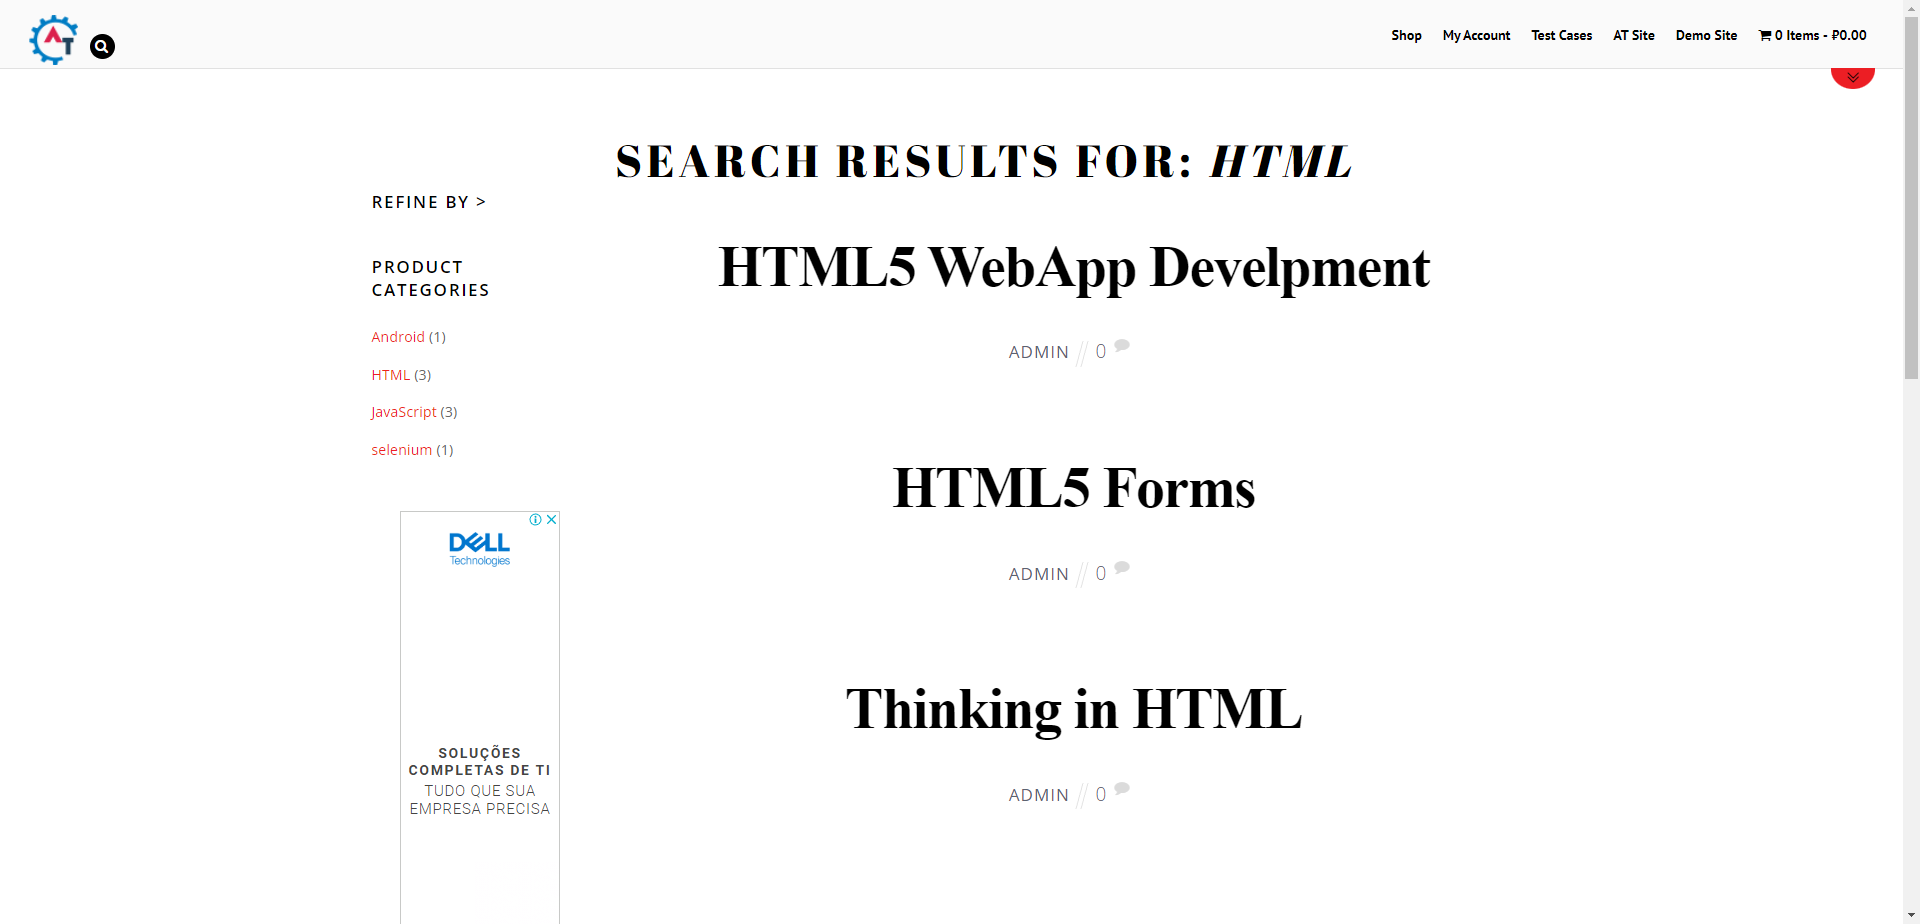 AT
Shop My Account Test Cases AT Site Demo Site 0 Items - ₽0.00
SEARCH RESULTS FOR: HTML
REFINE BY >
PRODUCT
CATEGORIES
Android (1)
HTML (3)
JavaScript (3)
selenium (1)
DELL
Technologies
SOLUÇÕES
COMPLETAS DE TI
TUDO QUE SUA
EMPRESA PRECISA
HTML5 WebApp Develpment
ADMIN // 0
HTML5 Forms
ADMIN // 0
Thinking in HTML
ADMIN // 0